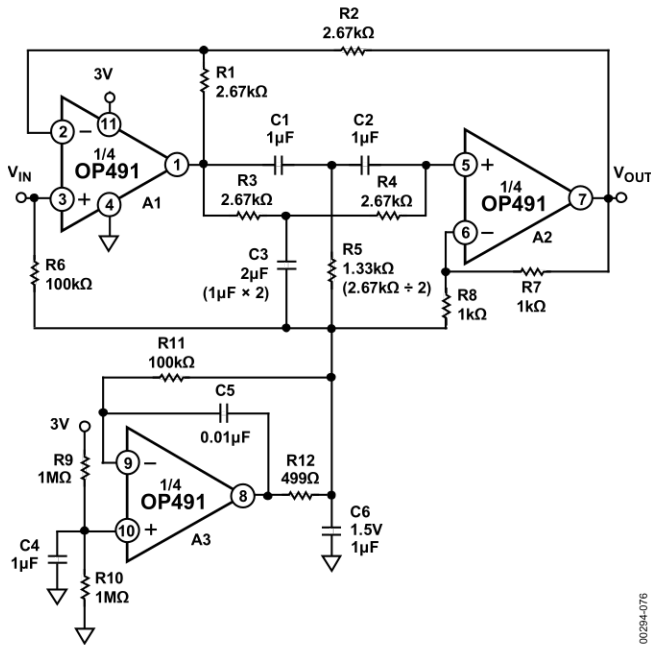 R2
2.67kΩ
3V
R1
2.67kΩ
C1
1µF
C2
1µF
11
2
−
1/4
OP491
1
VIN
3
+
4
A1
R3
2.67kΩ
R4
2.67kΩ
5
+
1/4
OP491
7
VOUT
6
−
A2
R6
100kΩ
C3
2µF
(1µF × 2)
R5
1.33kΩ
(2.67kΩ ÷ 2)
R8
1kΩ
R7
1kΩ
R11
100kΩ
C5
0.01µF
3V
R9
1MΩ
9
−
1/4
OP491
8
R12
499Ω
10
+
A3
C4
1µF
R10
1MΩ
C6
1.5V
1µF
00294-076